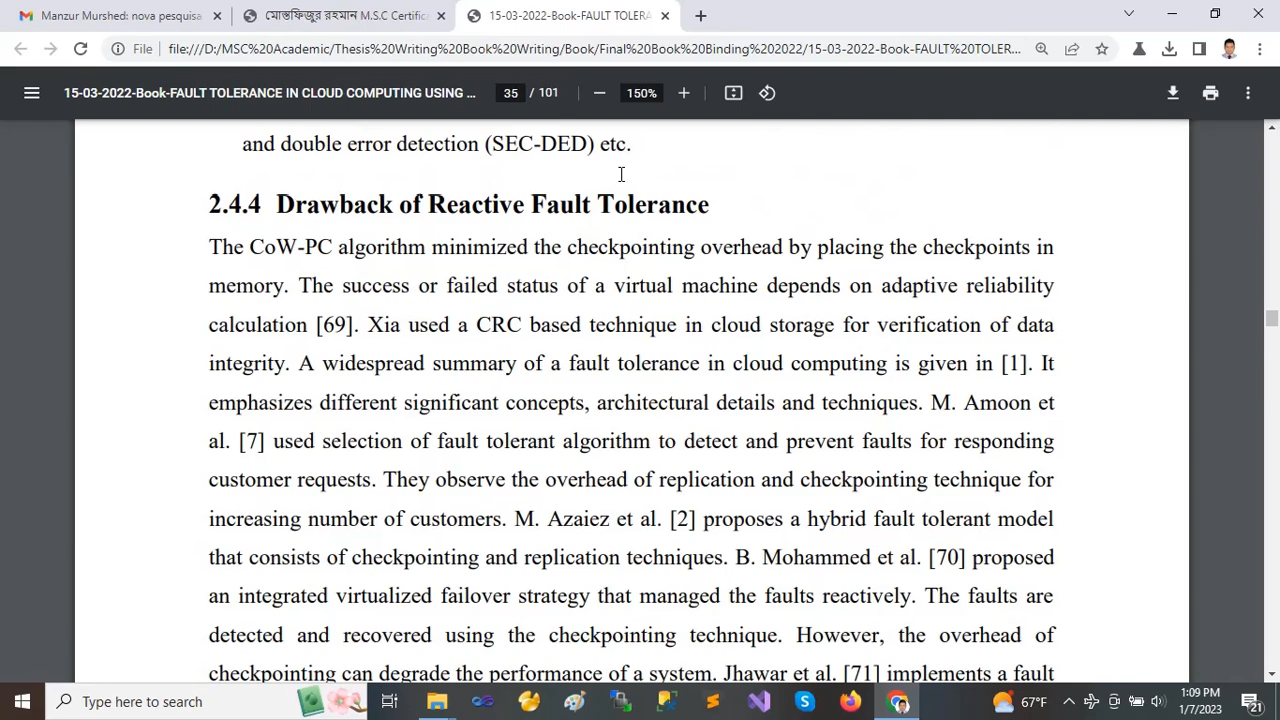 Manzur Murshed: nova pesquisa
মোস্তফিজুর রহমান M.S.C Certific
15-03-2022-Book-FAULT TOLERA
File
file:///D:/MSC%20Academic/Thesis%20Writing%20Book%20Writing/Book/Final%20Book%20Binding%202022/15-03-2022-Book-FAULT%20TOLER...
15-03-2022-Book-FAULT TOLERANCE IN CLOUD COMPUTING USING ...
35 / 101
150%
and double error detection (SEC-DED) etc.
2.4.4 Drawback of Reactive Fault Tolerance
The CoW-PC algorithm minimized the checkpointing overhead by placing the checkpoints in
memory. The success or failed status of a virtual machine depends on adaptive reliability
calculation [69]. Xia used a CRC based technique in cloud storage for verification of data
integrity. A widespread summary of a fault tolerance in cloud computing is given in [1]. It
emphasizes different significant concepts, architectural details and techniques. M. Amoon et
al. [7] used selection of fault tolerant algorithm to detect and prevent faults for responding
customer requests. They observe the overhead of replication and checkpointing technique for
increasing number of customers. M. Azaiez et al. [2] proposes a hybrid fault tolerant model
that consists of checkpointing and replication techniques. B. Mohammed et al. [70] proposed
an integrated virtualized failover strategy that managed the faults reactively. The faults are
detected and recovered using the checkpointing technique. However, the overhead of
checkpointing can degrade the performance of a system. Jhawar et al. [71] implements a fault
Type here to search
67°F
1:09 PM
1/7/2023
21